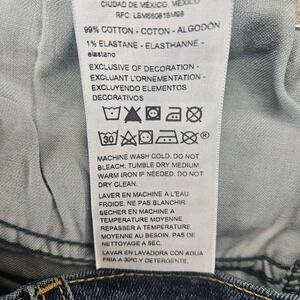 CIUDAD DE MÉXICO, MÉXICO
99% COTTON - COTON - ALGODÓN
1% ELASTANE - ELASTHANNE -
elastano
EXCLUSIVE OF DECORATION -
EXCLUANT L'ORNEMENTATION -
EXCLUYENDO ELEMENTOS
DECORATIVOS
30
MACHINE WASH COLD. DO NOT
BLEACH. TUMBLE DRY MEDIUM.
WARM IRON IF NEEDED. DO NOT
DRY CLEAN.
LAVER EN MACHINE A L'EAU
FROIDE. NE PAS BLANCHIR.
SECHER EN MACHINE A
TEMPERATURE MOYENNE.
REPASSER A TEMPERATURE
MOYENNE AU BESOIN. PAS DE
NETTOYAGE A SEC.
LAVAR EN LAVADORA CON AGUA
FRIA A 30°C Y DETERGENTE.